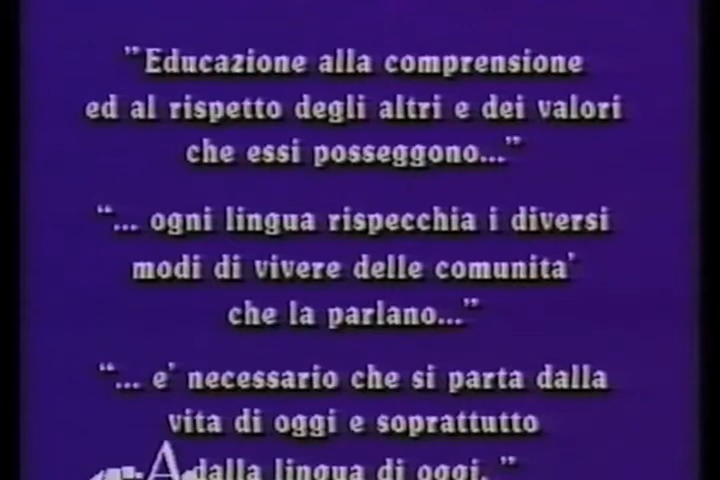 ”Educazione alla comprensione
ed al rispetto degli altri e dei valori
che essi posseggono...”
“... ogni lingua rispecchia i diversi
modi di vivere delle comunita'
che la parlano...”
“... e' necessario che si parta dalla
vita di oggi e soprattutto
dalla lingua di oggi. ”
A